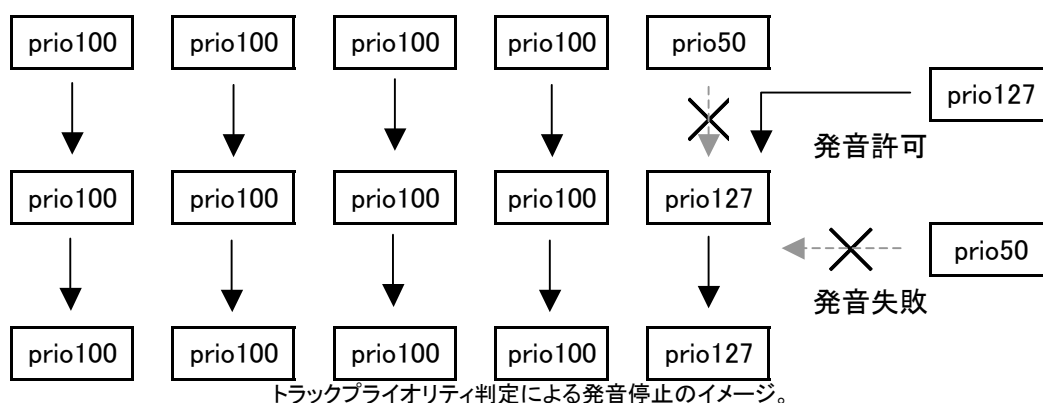 prio100 prio100 prio100 prio100 prio50
prio127
発音許可
prio100 prio100 prio100 prio100 prio127
prio50
発音失敗
prio100 prio100 prio100 prio100 prio127
トラックプライオリティ判定による発音停止のイメージ。